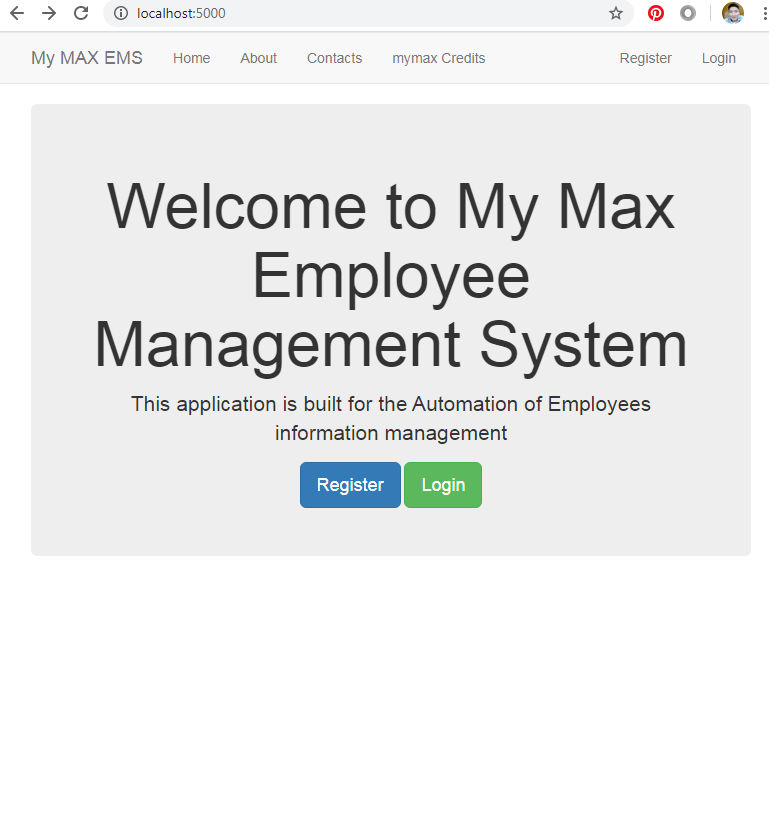 localhost:5000
My MAX EMS Home About Contacts mymax Credits Register Login
Welcome to My Max
Employee
Management System
This application is built for the Automation of Employees
information management
Register Login